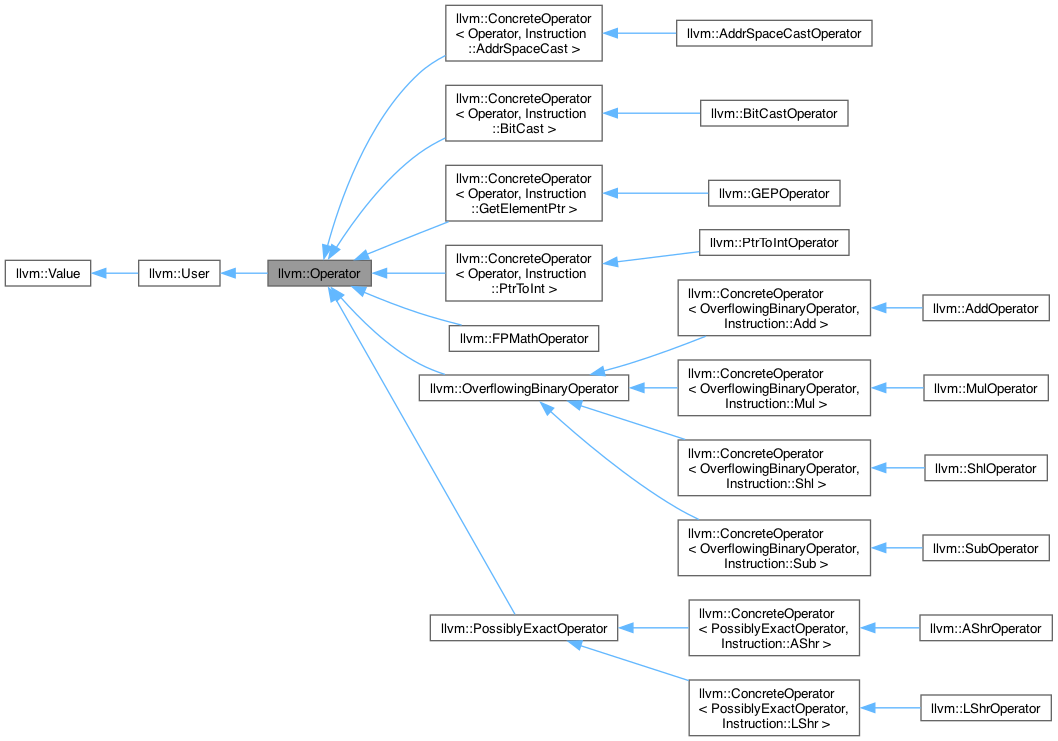 llvm::Value
llvm::User
llvm::Operator
llvm::ConcreteOperator
< Operator, Instruction
::AddrSpaceCast >
llvm::AddrSpaceCastOperator
llvm::ConcreteOperator
< Operator, Instruction
::BitCast >
llvm::BitCastOperator
llvm::ConcreteOperator
< Operator, Instruction
::GetElementPtr >
llvm::GEPOperator
llvm::ConcreteOperator
< Operator, Instruction
::PtrToInt >
llvm::PtrToIntOperator
llvm::FPMathOperator
llvm::OverflowingBinaryOperator
llvm::ConcreteOperator
< OverflowingBinaryOperator,
Instruction::Add >
llvm::AddOperator
llvm::ConcreteOperator
< OverflowingBinaryOperator,
Instruction::Mul >
llvm::MulOperator
llvm::ConcreteOperator
< OverflowingBinaryOperator,
Instruction::Shl >
llvm::ShlOperator
llvm::ConcreteOperator
< OverflowingBinaryOperator,
Instruction::Sub >
llvm::SubOperator
llvm::PossiblyExactOperator
llvm::ConcreteOperator
< PossiblyExactOperator,
Instruction::AShr >
llvm::AShrOperator
llvm::ConcreteOperator
< PossiblyExactOperator,
Instruction::LShr >
llvm::LShrOperator